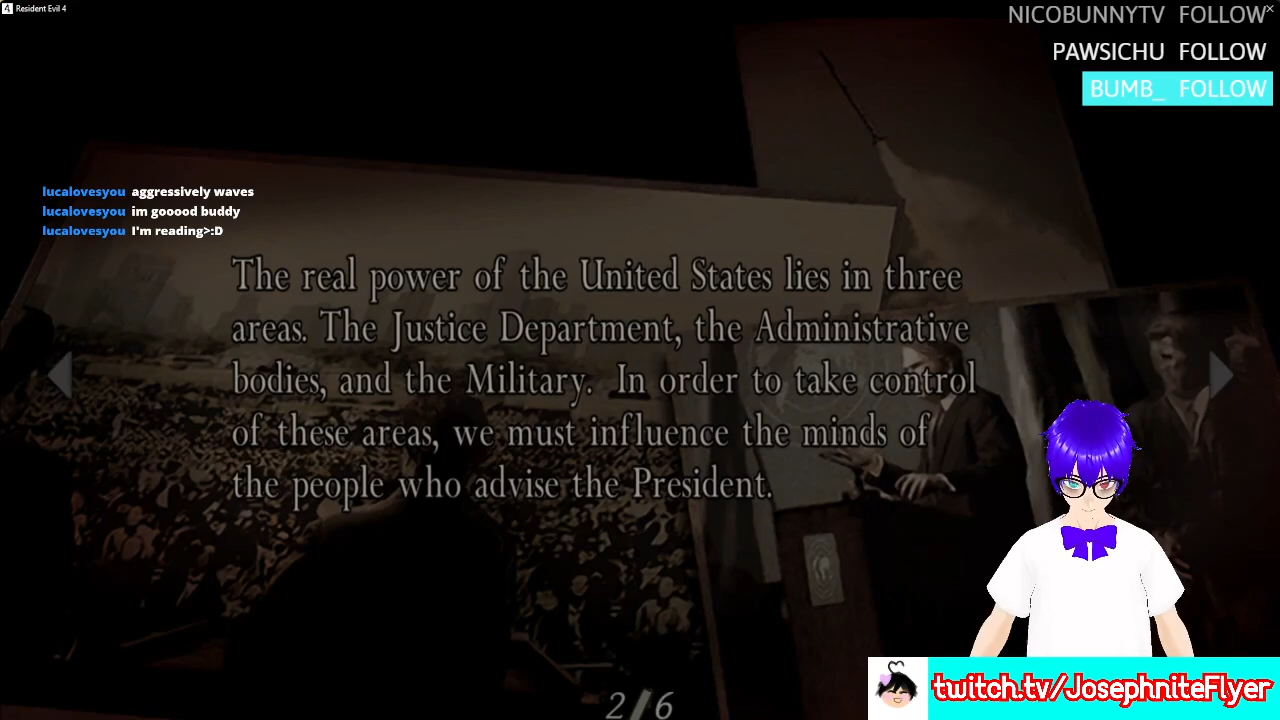 Resident Evil 4
NICOBUNNYTV FOLLOW
PAWSICHU FOLLOW
BUMB_ FOLLOW
lucalovesyou aggressively waves
lucalovesyou im gooood buddy
lucalovesyou I'm reading>:D
The real power of the United States lies in three
areas. The Justice Department, the Administrative
bodies, and the Military. In order to take control
of these areas, we must influence the minds of
the people who advise the President.
2/6
twitch.tv/JosephniteFlyer